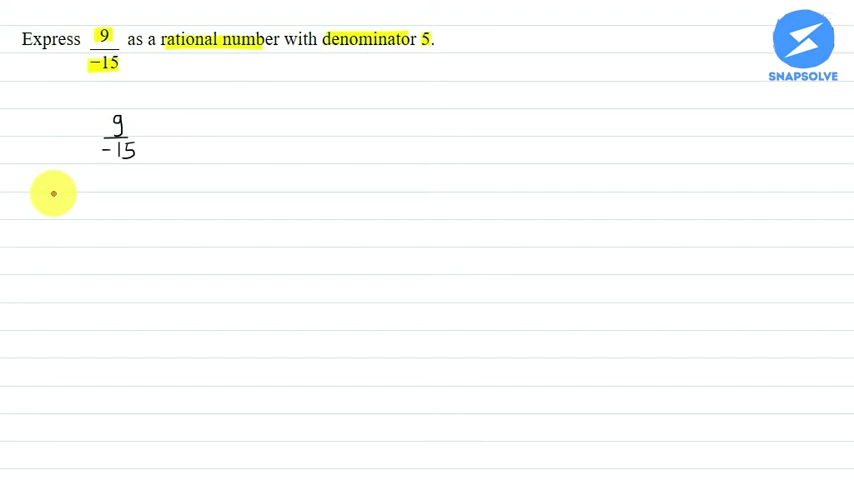 Express 9/−15 as a rational number with denominator 5.
SNAPSOLVE
9
-15